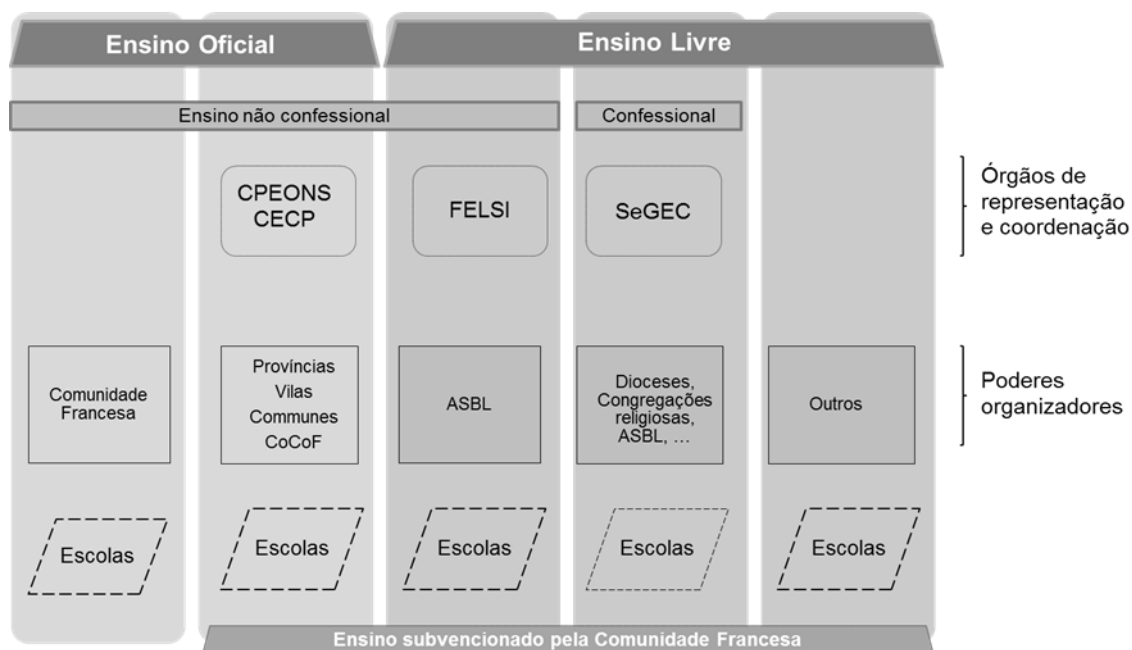 Ensino Oficial
Ensino Livre
Ensino não confessional
Confessional
CPEONS
CECP
FELSI
SeGEC
Órgãos de
representação
e coordenação
Comunidade
Francesa
Províncias
Vilas
Communes
CoCoF
ASBL
Dioceses,
Congregações
religiosas,
ASBL, ...
Outros
Poderes
organizadores
Escolas
Escolas
Escolas
Escolas
Escolas
Ensino subvencionado pela Comunidade Francesa